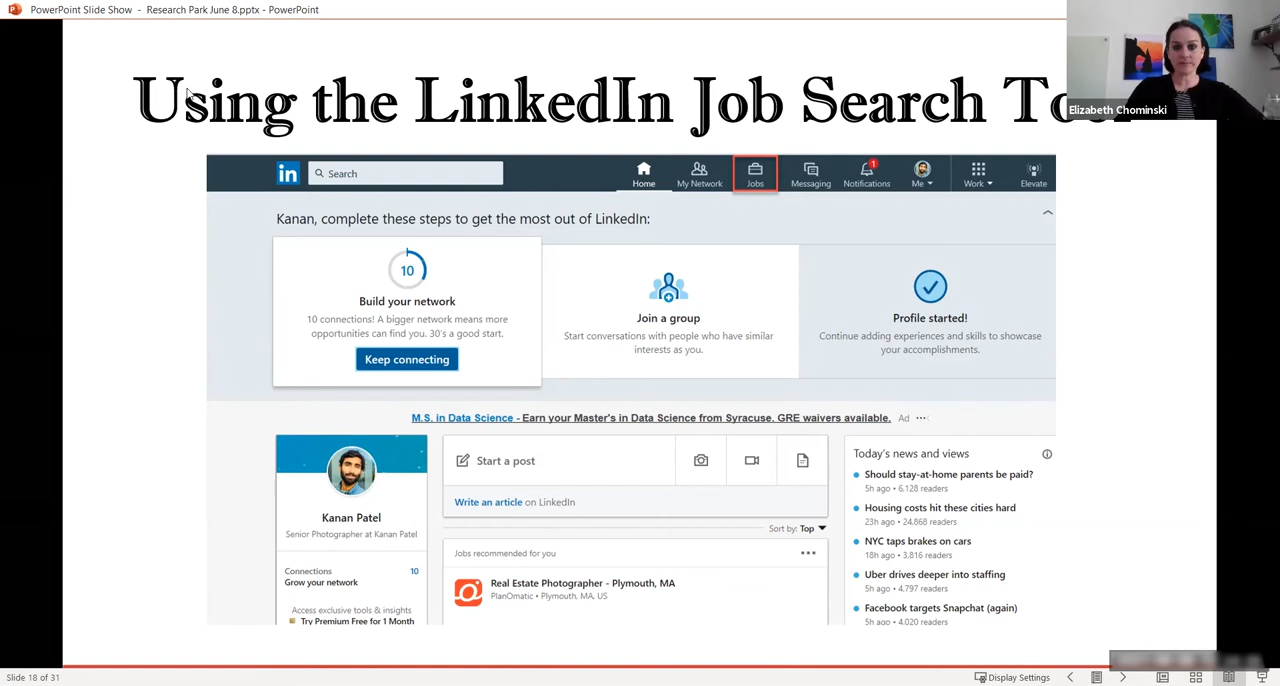 PowerPoint Slide Show - Research Park June 8.pptx - PowerPoint
Elizabeth Chominski
Using the LinkedIn Job Search
in
Search
Home
My Network
Jobs
Messaging
1
Notifications
Me
Work
Elevate
Kanan, complete these steps to get the most out of LinkedIn:
10
Build your network
10 connections! A bigger network means more
opportunities can find you. 30's a good start.
Keep connecting
Join a group
Start conversations with people who have similar
interests as you.
Profile started!
Continue adding experiences and skills to showcase
your accomplishments.
M.S. in Data Science - Earn your Master's in Data Science from Syracuse. GRE waivers available. Ad ...
Kanan Patel
Senior Photographer at Kanan Patel
Connections 10
Grow your network
Access exclusive tools & insights
Try Premium Free for 1 Month
Start a post
Write an article on LinkedIn
Sort by: Top
Jobs recommended for you
Real Estate Photographer - Plymouth, MA
PlanOmatic • Plymouth, MA, US
Today's news and views
Should stay-at-home parents be paid?
5h ago • 6,128 readers
Housing costs hit these cities hard
23h ago • 24,868 readers
NYC taps brakes on cars
18h ago • 3,816 readers
Uber drives deeper into staffing
5h ago • 4,797 readers
Facebook targets Snapchat (again)
5h ago • 4,020 readers
Slide 18 of 31
Display Settings